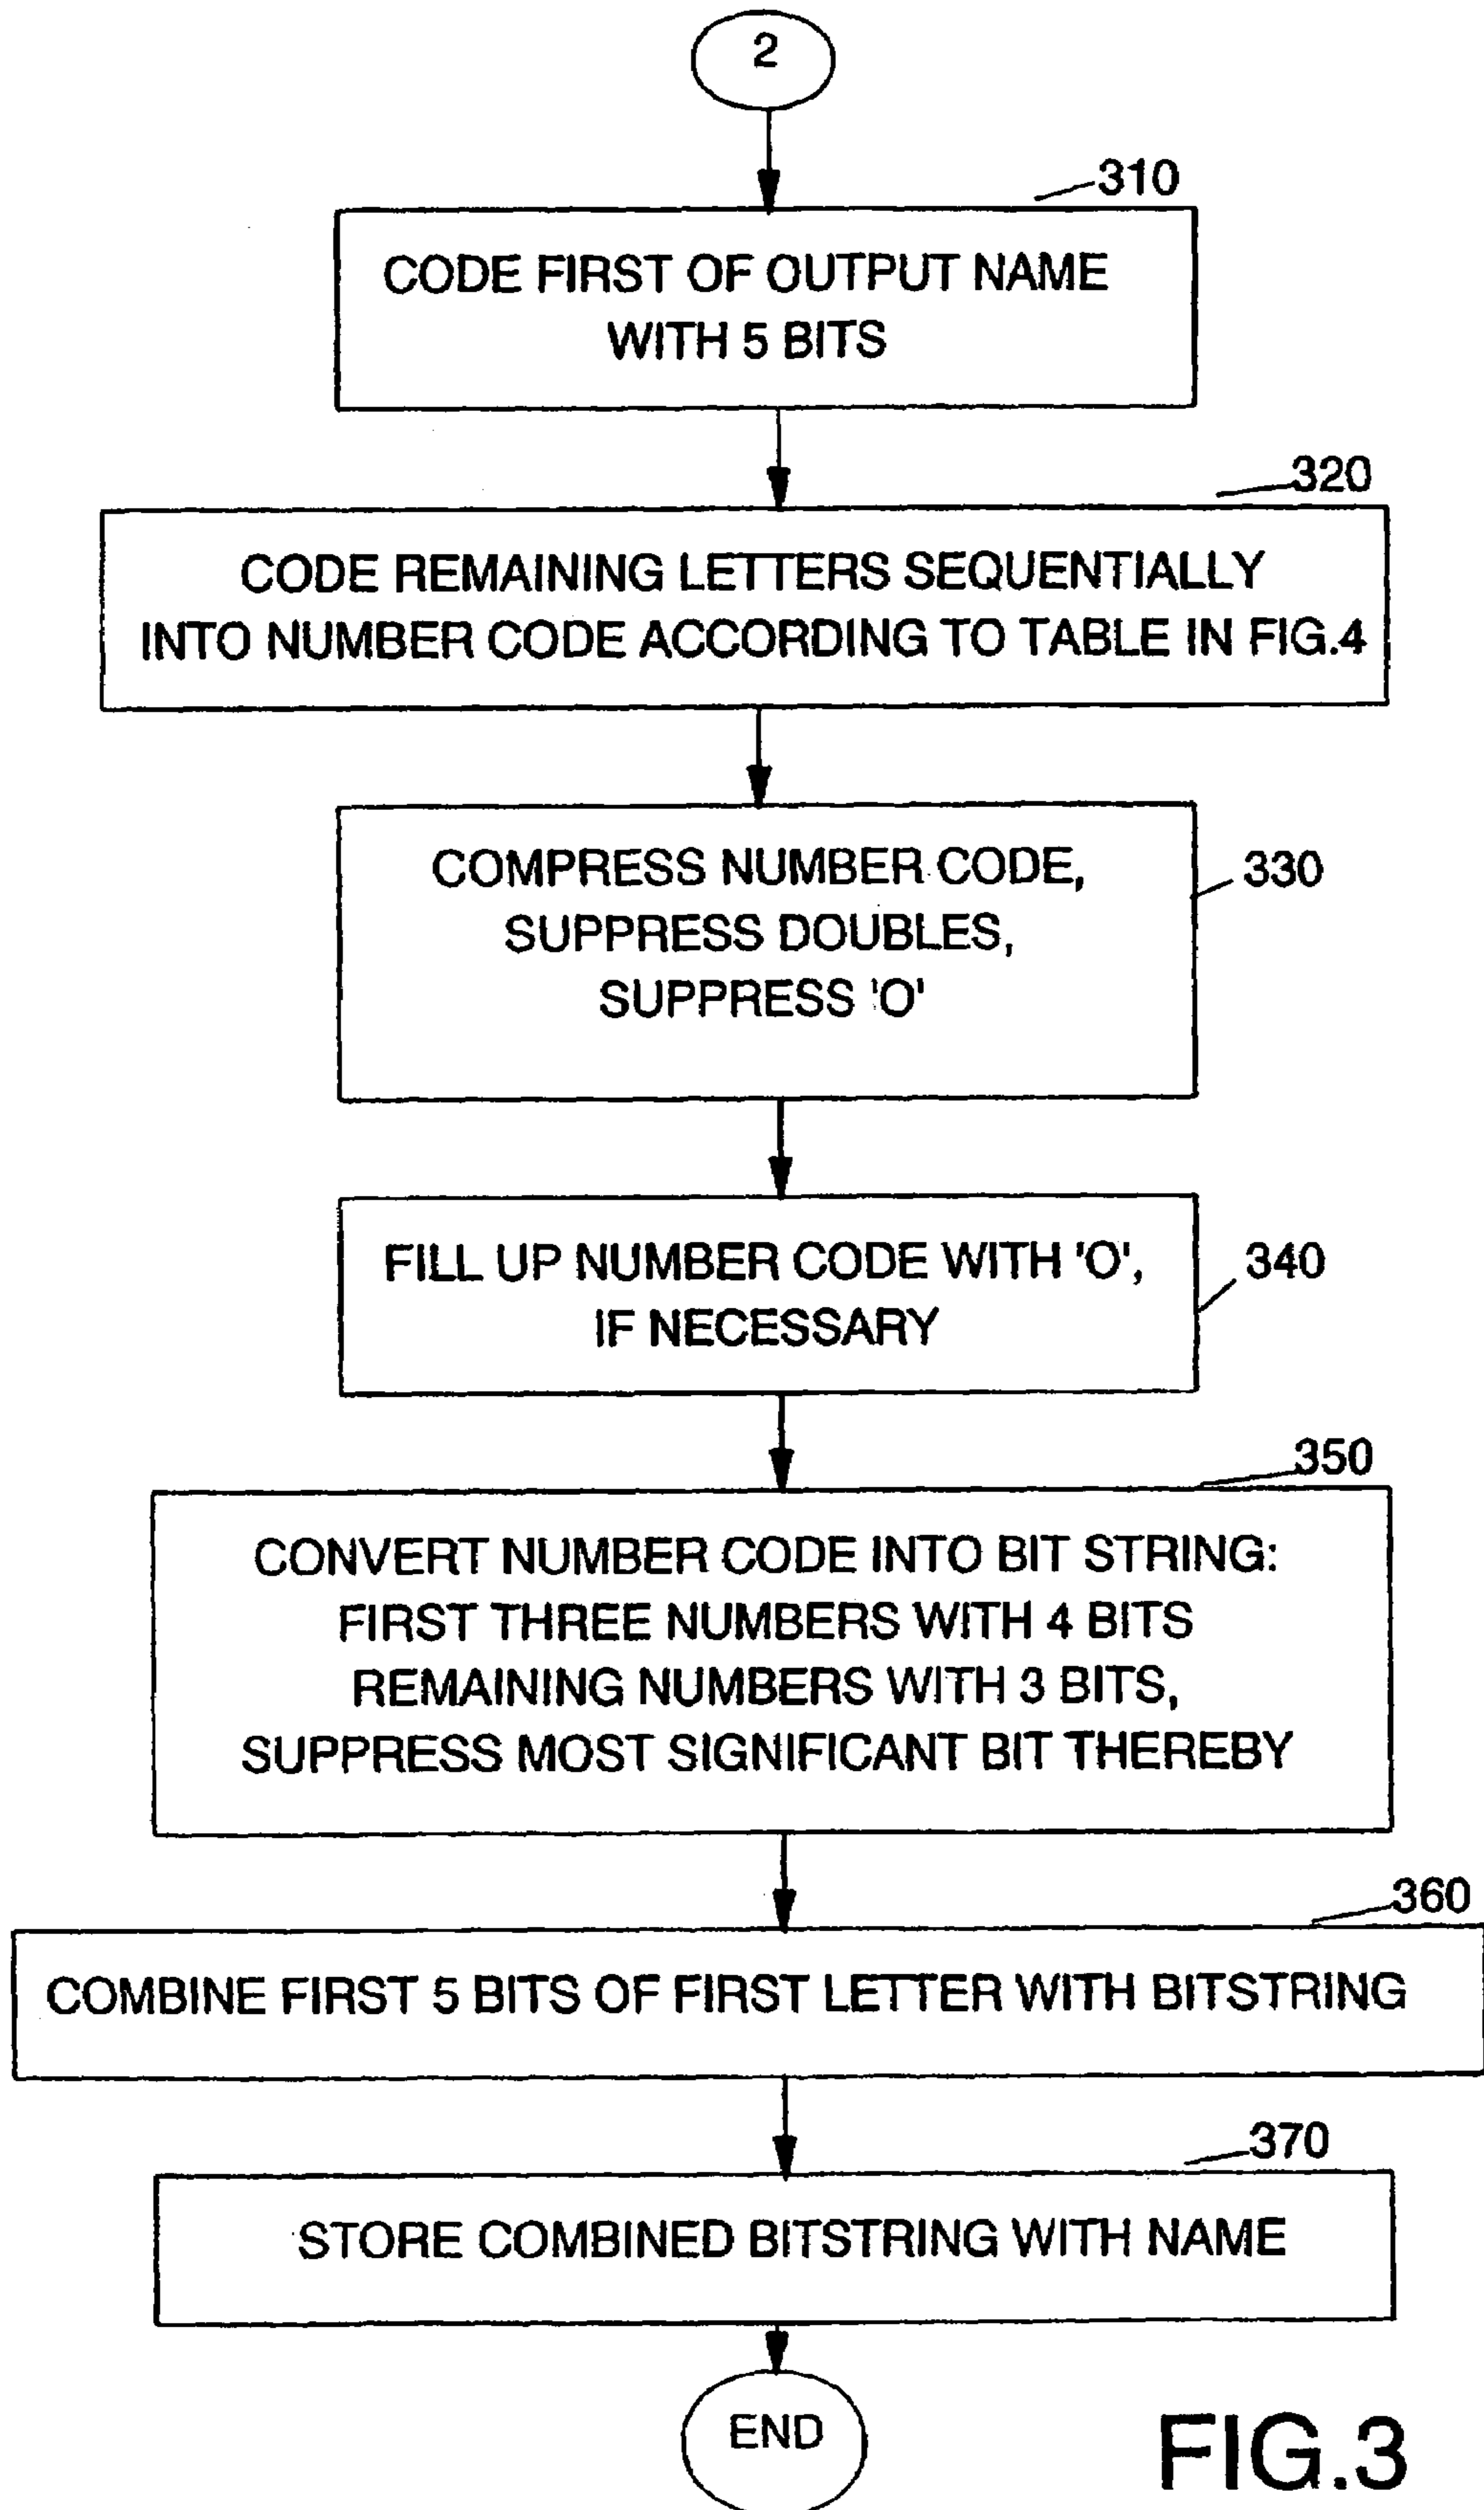 2
310
CODE FIRST OF OUTPUT NAME
WITH 5 BITS
320
CODE REMAINING LETTERS SEQUENTIALLY
INTO NUMBER CODE ACCORDING TO TABLE IN FIG.4
COMPRESS NUMBER CODE,
330
SUPPRESS DOUBLES,
SUPPRESS 'O'
FILL UP NUMBER CODE WITH 'O',
340
IF NECESSARY
350
CONVERT NUMBER CODE INTO BIT STRING:
FIRST THREE NUMBERS WITH 4 BITS
REMAINING NUMBERS WITH 3 BITS,
SUPPRESS MOST SIGNIFICANT BIT THEREBY
360
COMBINE FIRST 5 BITS OF FIRST LETTER WITH BITSTRING
370
STORE COMBINED BITSTRING WITH NAME
END
FIG.3